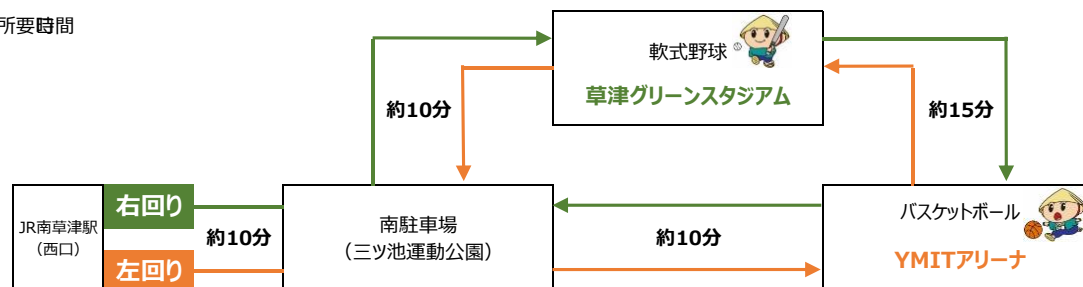 所要時間
軟式野球
草津グリーンスタジアム
約10分
約15分
JR南草津駅
（西口）
右回り
左回り
約10分
南駐車場
（三ツ池運動公園）
約10分
バスケットボール
YMITアリーナ